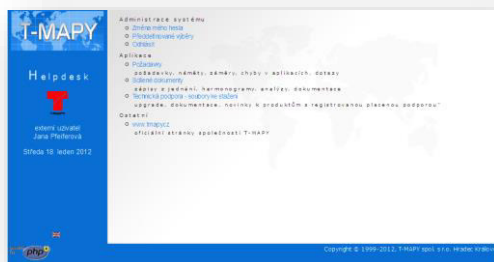 T-MAPY
Helpdesk
externí uživatel
Jana Pfeiferová
Středa 18. leden 2012
php
Administrace systému
Změna mého hesla
Předdefinované výběry
Odhlásit
Aplikace
Požadavky
požadavky, náměty, záměry, chyby v aplikacích, dotazy
Sdílené dokumenty
zápisy z jednání, harmonogramy, analýzy, dokumentace
Technická podpora - soubory ke stažení
upgrade, dokumentace, novinky k produktům s registrovanou placenou podporou"
Ostatní
www.tmapy.cz
oficiální stránky společnosti T-MAPY
Copyright © 1999-2012, T-MAPY spol. s r.o. Hradec Králov